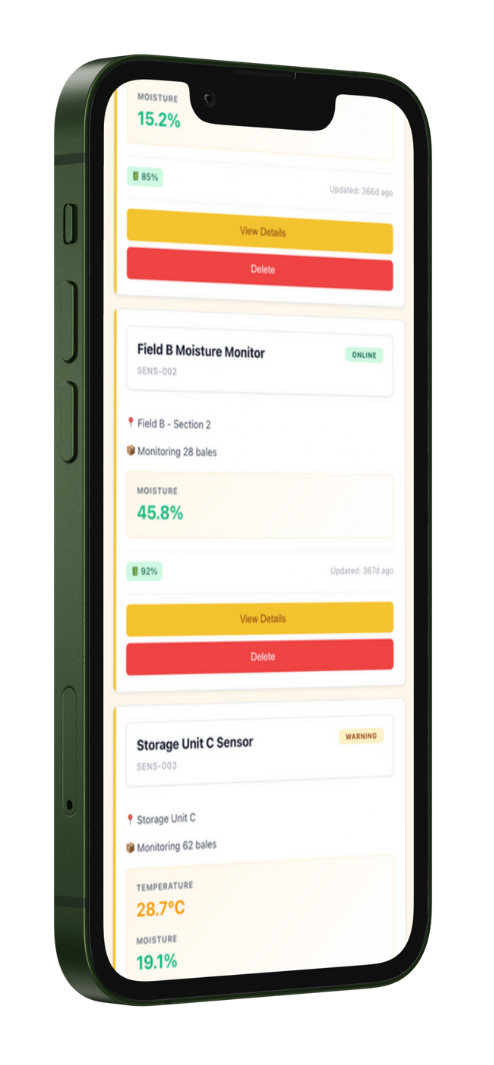 MOISTURE
15.2%
85%
Updated: 366d ago
View Details
Delete
Field B Moisture Monitor
ONLINE
SENS-002
Field B - Section 2
Monitoring 28 bales
MOISTURE
45.8%
92%
Updated: 367d ago
View Details
Delete
Storage Unit C Sensor
WARNING
SENS-003
Storage Unit C
Monitoring 62 bales
TEMPERATURE
28.7°C
MOISTURE
19.1%